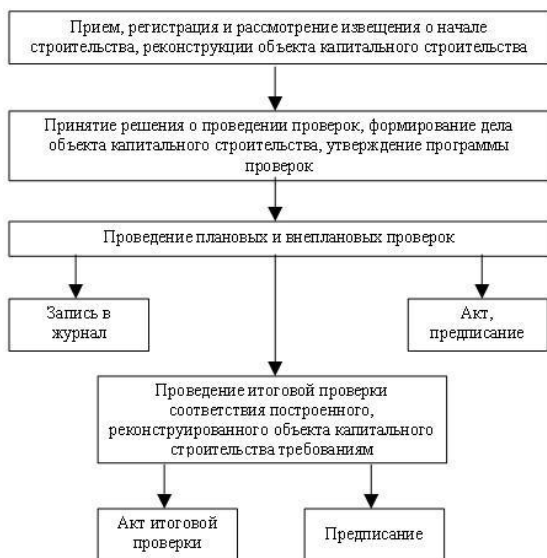 Прием, регистрация и рассмотрение извещения о начале
строительства, реконструкции объекта капитального строительства
Принятие решения о проведении проверок, формирование дела
объекта капитального строительства, утверждение программы
проверок
Проведение плановых и внеплановых проверок
Запись в
журнал
Акт,
предписание
Проведение итоговой проверки
соответствия построенного,
реконструированного объекта капитального
строительства требованиям
Акт итоговой
проверки
Предписание